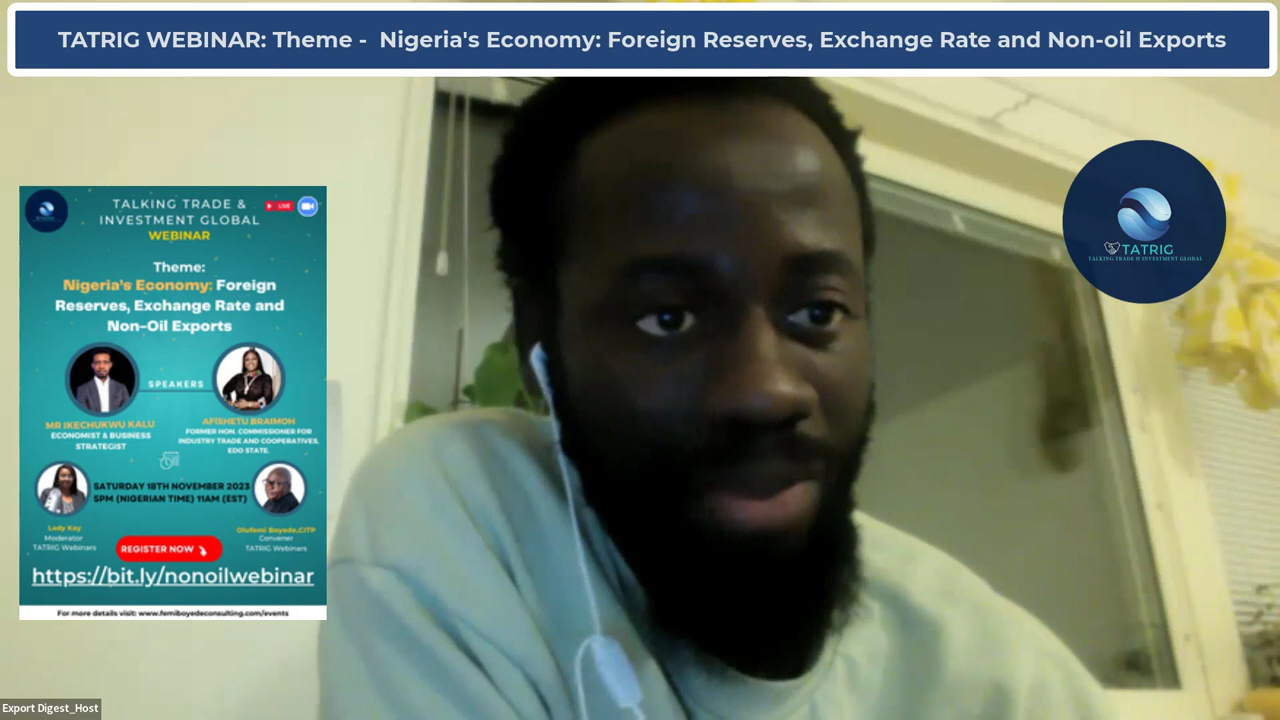 TATRIG WEBINAR: Theme - Nigeria's Economy: Foreign Reserves, Exchange Rate and Non-oil Exports
TALKING TRADE &
INVESTMENT GLOBAL
WEBINAR
LIVE
Theme:
Nigeria's Economy: Foreign
Reserves, Exchange Rate and
Non-Oil Exports
SPEAKERS
MR IKECHUKWU KALU
ECONOMIST & BUSINESS
STRATEGIST
AFISHETU BRAIMOH
FORMER HON. COMMISSIONER FOR
INDUSTRY TRADE AND COOPERATIVES,
EDO STATE.
SATURDAY 18TH NOVEMBER 2023
5PM (NIGERIAN TIME) 11AM (EST)
Lady Kay
Moderator
TATRIG Webinars
Olufemi Boyede,CITP
Convener
TATRIG Webinars
REGISTER NOW
https://bit.ly/nonoilwebinar
For more details visit: www.femiboyedeconsulting.com/events
TATRIG
TALKING TRADE & INVESTMENT GLOBAL
Export Digest_Host